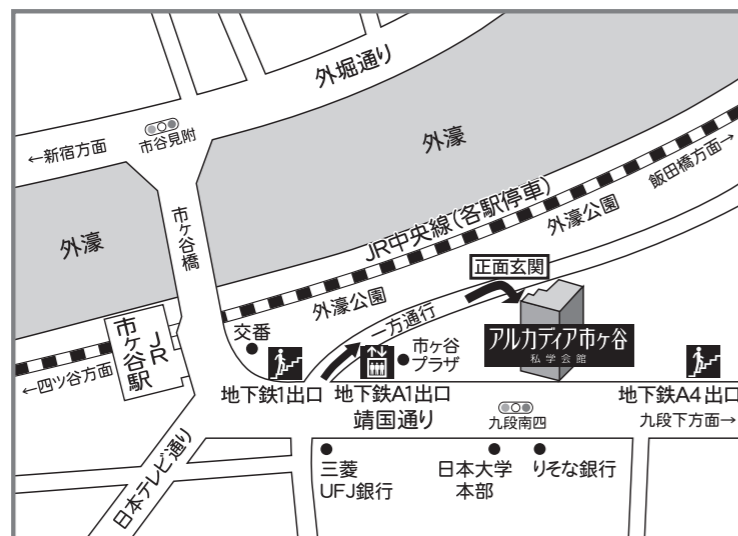 外堀通り
←新宿方面
市谷見附
外濠
飯田橋方面→
外濠
市ヶ谷橋
JR中央線（各駅停車）
外濠公園
正面玄関
外濠公園
一方通行
アルカディア市ヶ谷
私学会館
交番
市ヶ谷
プラザ
JR
市ヶ谷駅
←四ツ谷方面
地下鉄1出口
地下鉄A1出口
地下鉄A4出口
靖国通り
九段南四
九段下方面→
日本テレビ通り
三菱
UFJ銀行
日本大学
本部
りそな銀行